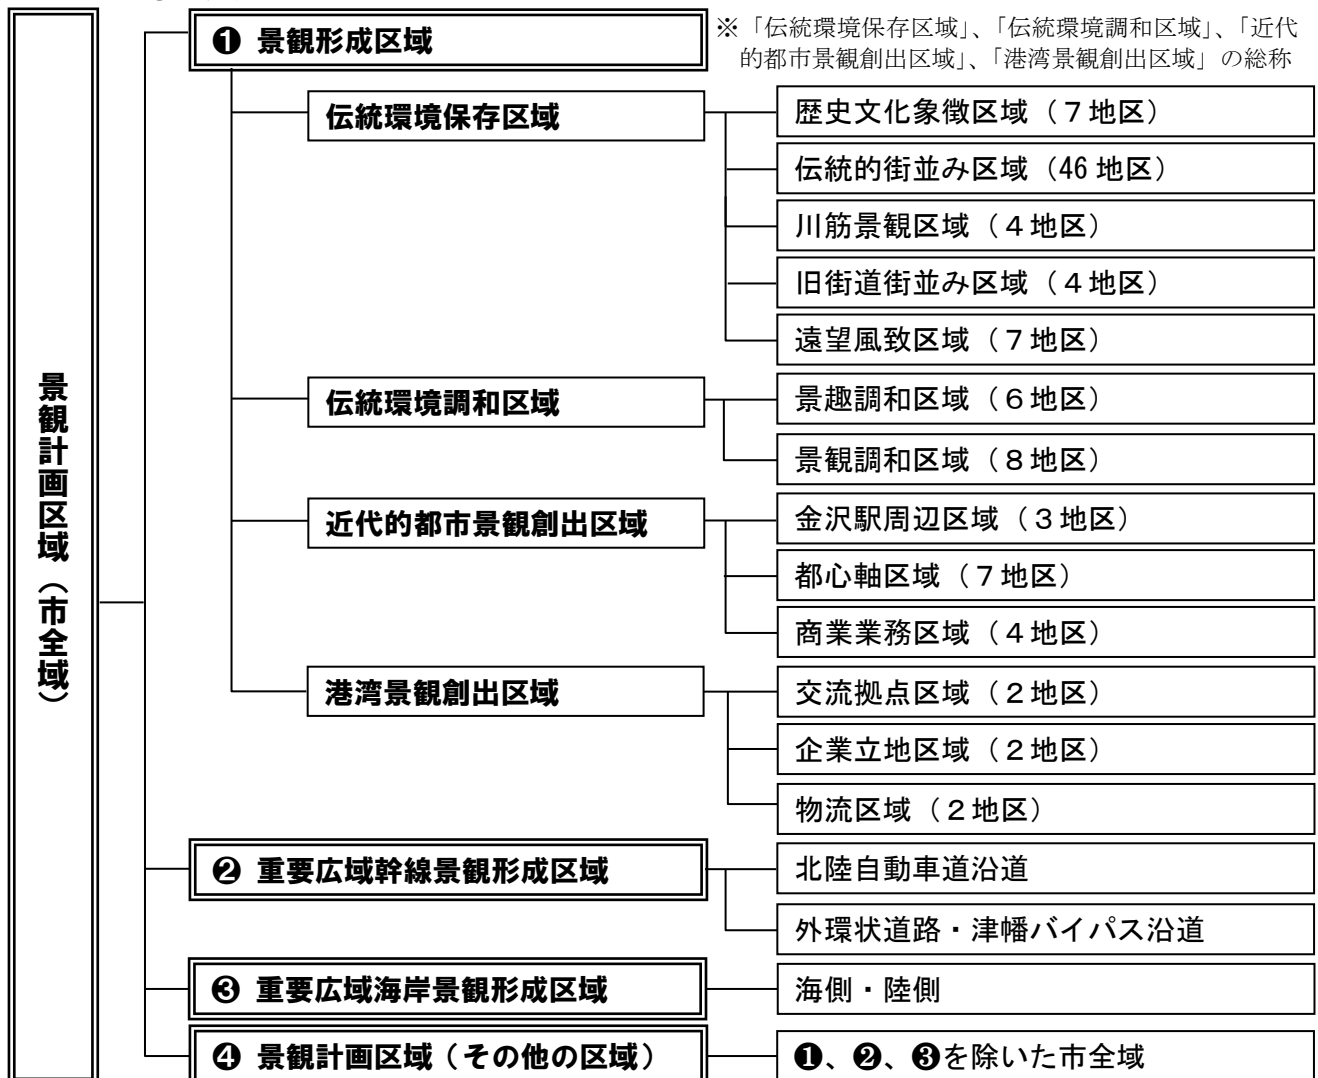 景観計画区域（市全域）
❶ 景観形成区域
※「伝統環境保存区域」、「伝統環境調和区域」、「近代
的都市景観創出区域」、「港湾景観創出区域」の総称
伝統環境保存区域
歴史文化象徴区域（７地区）
伝統的街並み区域（46 地区）
川筋景観区域（４地区）
旧街道街並み区域（４地区）
遠望風致区域（７地区）
伝統環境調和区域
景趣調和区域（６地区）
景観調和区域（８地区）
近代的都市景観創出区域
金沢駅周辺区域（３地区）
都心軸区域（７地区）
商業業務区域（４地区）
港湾景観創出区域
交流拠点区域（２地区）
企業立地区域（２地区）
物流区域（２地区）
❷ 重要広域幹線景観形成区域
北陸自動車道沿道
外環状道路・津幡バイパス沿道
❸ 重要広域海岸景観形成区域
海側・陸側
❹ 景観計画区域（その他の区域）
❶、❷、❸を除いた市全域